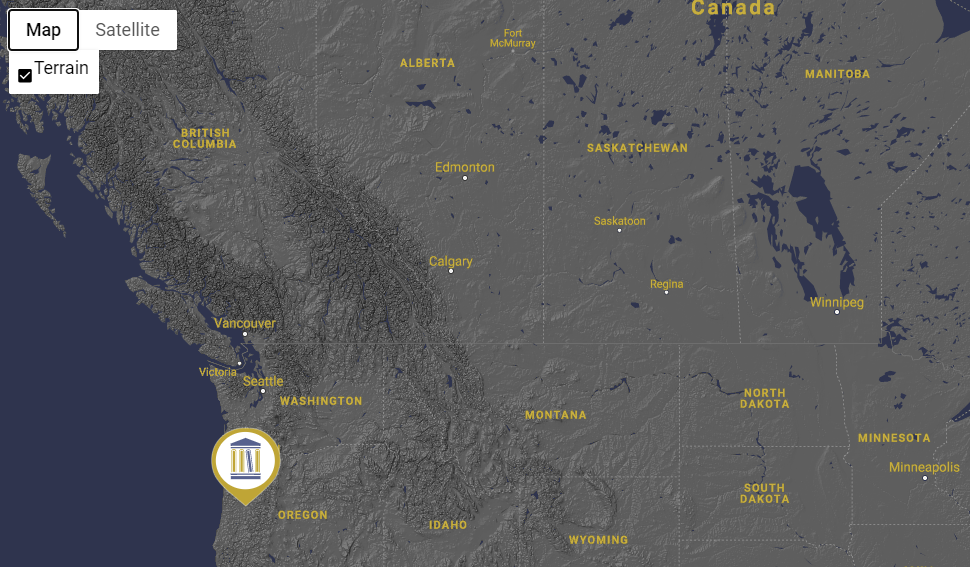 Canada
Map
Satellite
Terrain
Fort
McMurray
ALBERTA
MANITOBA
BRITISH
COLUMBIA
SASKATCHEWAN
Edmonton
Saskatoon
Calgary
Regina
Winnipeg
Vancouver
Victoria
Seattle
WASHINGTON
NORTH
DAKOTA
MONTANA
MINNESOTA
Minneapolis
SOUTH
DAKOTA
OREGON
IDAHO
WYOMING